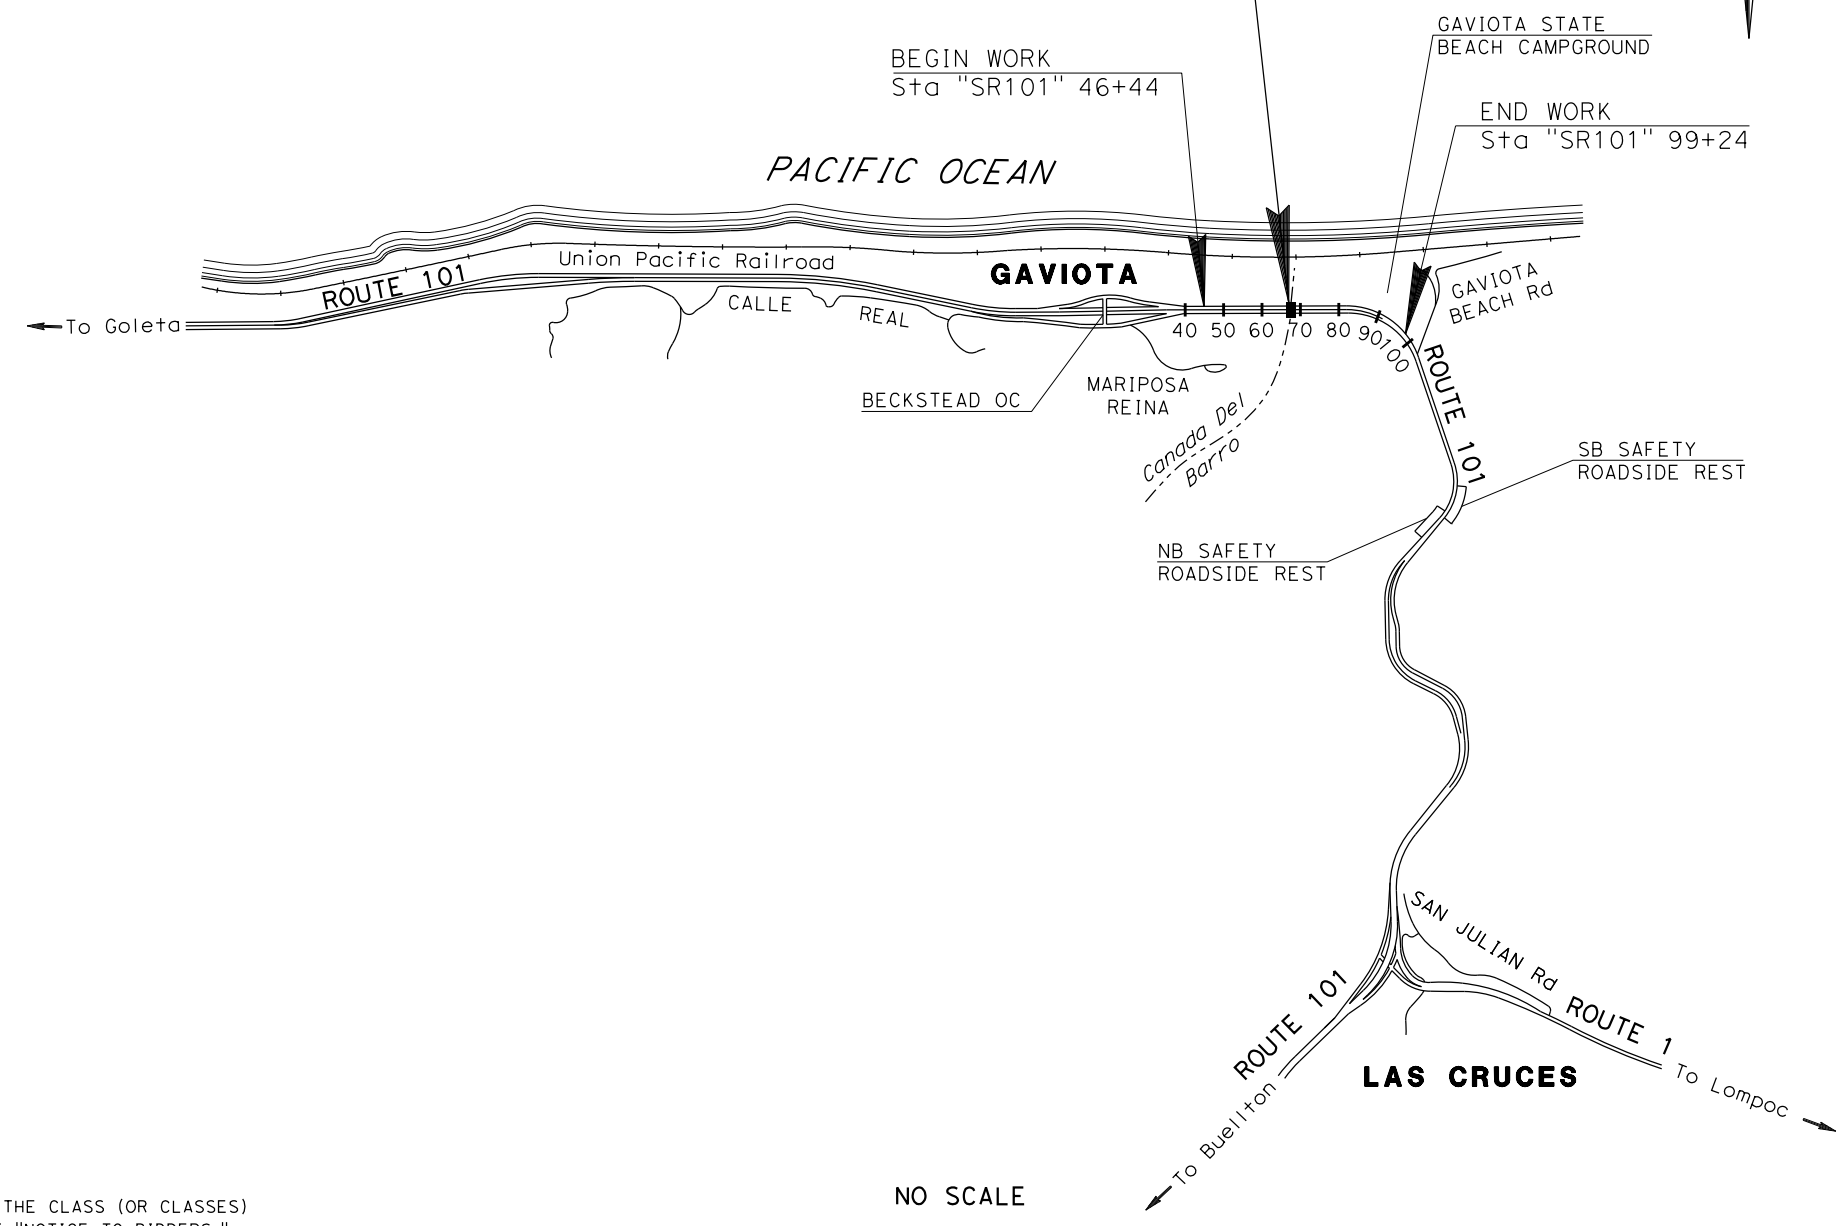 GAVIOTA STATE
BEACH CAMPGROUND
BEGIN WORK
Sta "SR101" 46+44
END WORK
Sta "SR101" 99+24
PACIFIC OCEAN
Union Pacific Railroad
ROUTE 101
GAVIOTA
GAVIOTA
BEACH Rd
To Goleta
CALLE
REAL
40 50 60 70 80 90 100
BECKSTEAD OC
MARIPOSA
REINA
ROUTE 101
Canada Del
Barro
SB SAFETY
ROADSIDE REST
NB SAFETY
ROADSIDE REST
SAN JULIAN Rd
ROUTE 101
ROUTE 1
LAS CRUCES
To Lompoc
To Buellton
NO SCALE
THE CLASS (OR CLASSES)
"NOTICE TO BIDDERS."